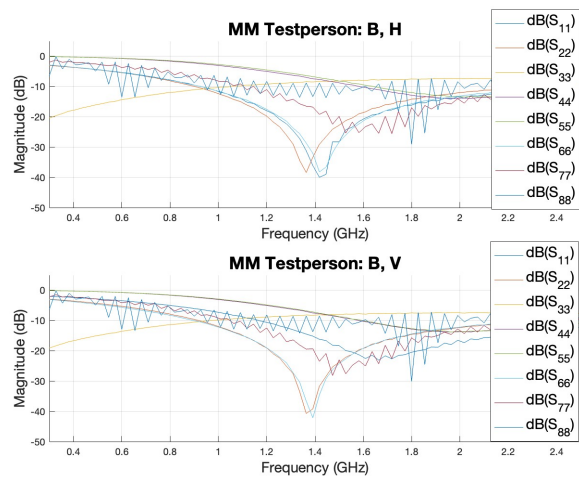 MM Testperson: B, H
Magnitude (dB)
0
-10
-20
-30
-40
-50
0.4 0.6 0.8 1 1.2 1.4 1.6 1.8 2 2.2 2.4
Frequency (GHz)
dB(S₁₁)
dB(S₂₂)
dB(S₃₃)
dB(S₄₄)
dB(S₅₅)
dB(S₆₆)
dB(S₇₇)
dB(S₈₈)
MM Testperson: B, V
Magnitude (dB)
0
-10
-20
-30
-40
-50
0.4 0.6 0.8 1 1.2 1.4 1.6 1.8 2 2.2 2.4
Frequency (GHz)
dB(S₁₁)
dB(S₂₂)
dB(S₃₃)
dB(S₄₄)
dB(S₅₅)
dB(S₆₆)
dB(S₇₇)
dB(S₈₈)